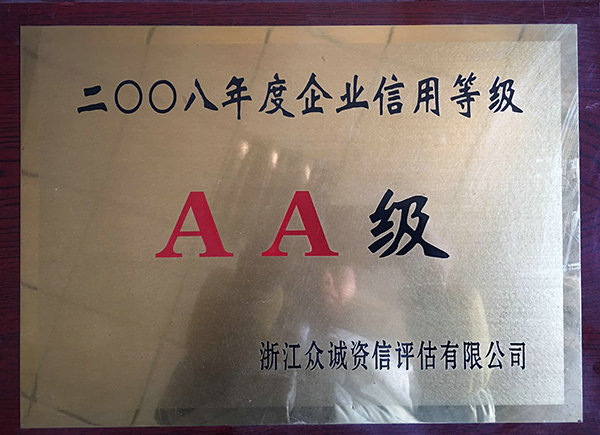 二〇〇八年度企业信用等级
AA级
浙江众诚资信评估有限公司